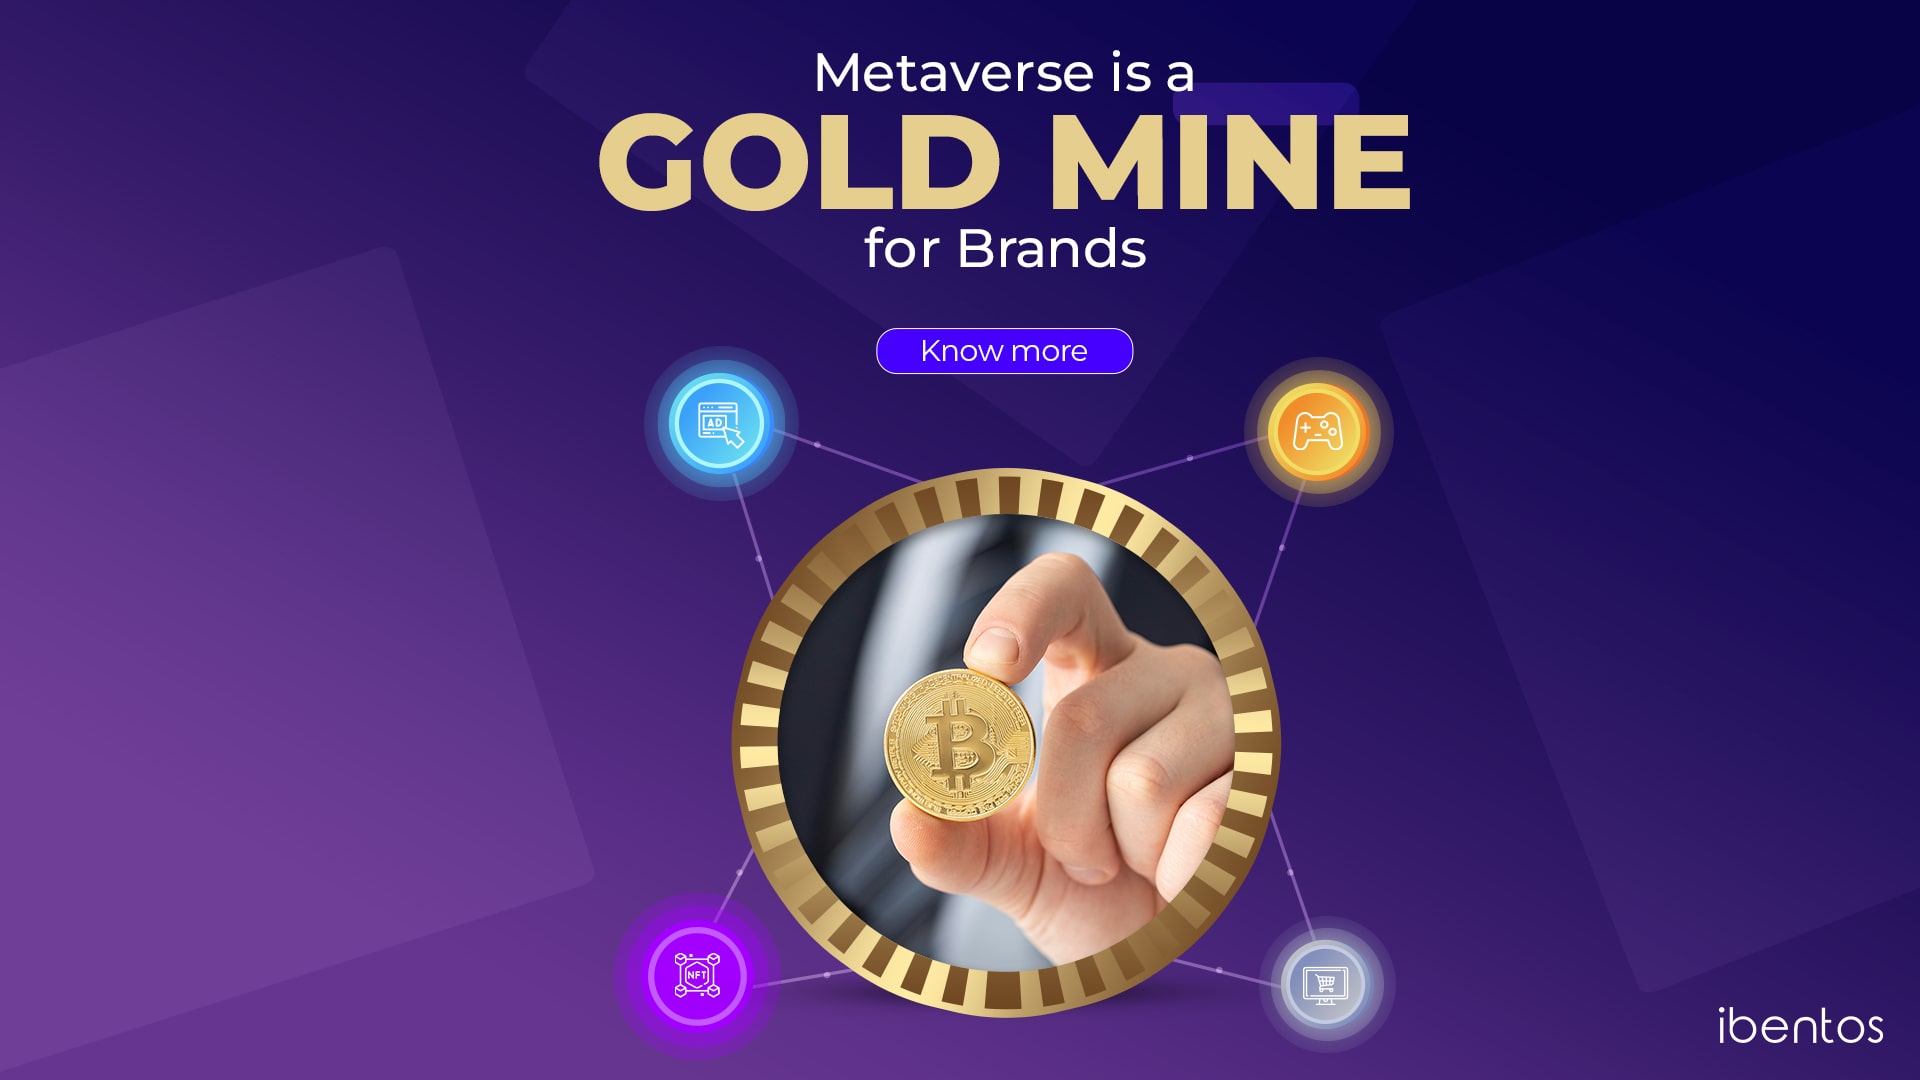 Metaverse is a
GOLD MINE
for Brands
Know more
AD
NFT
ibentos